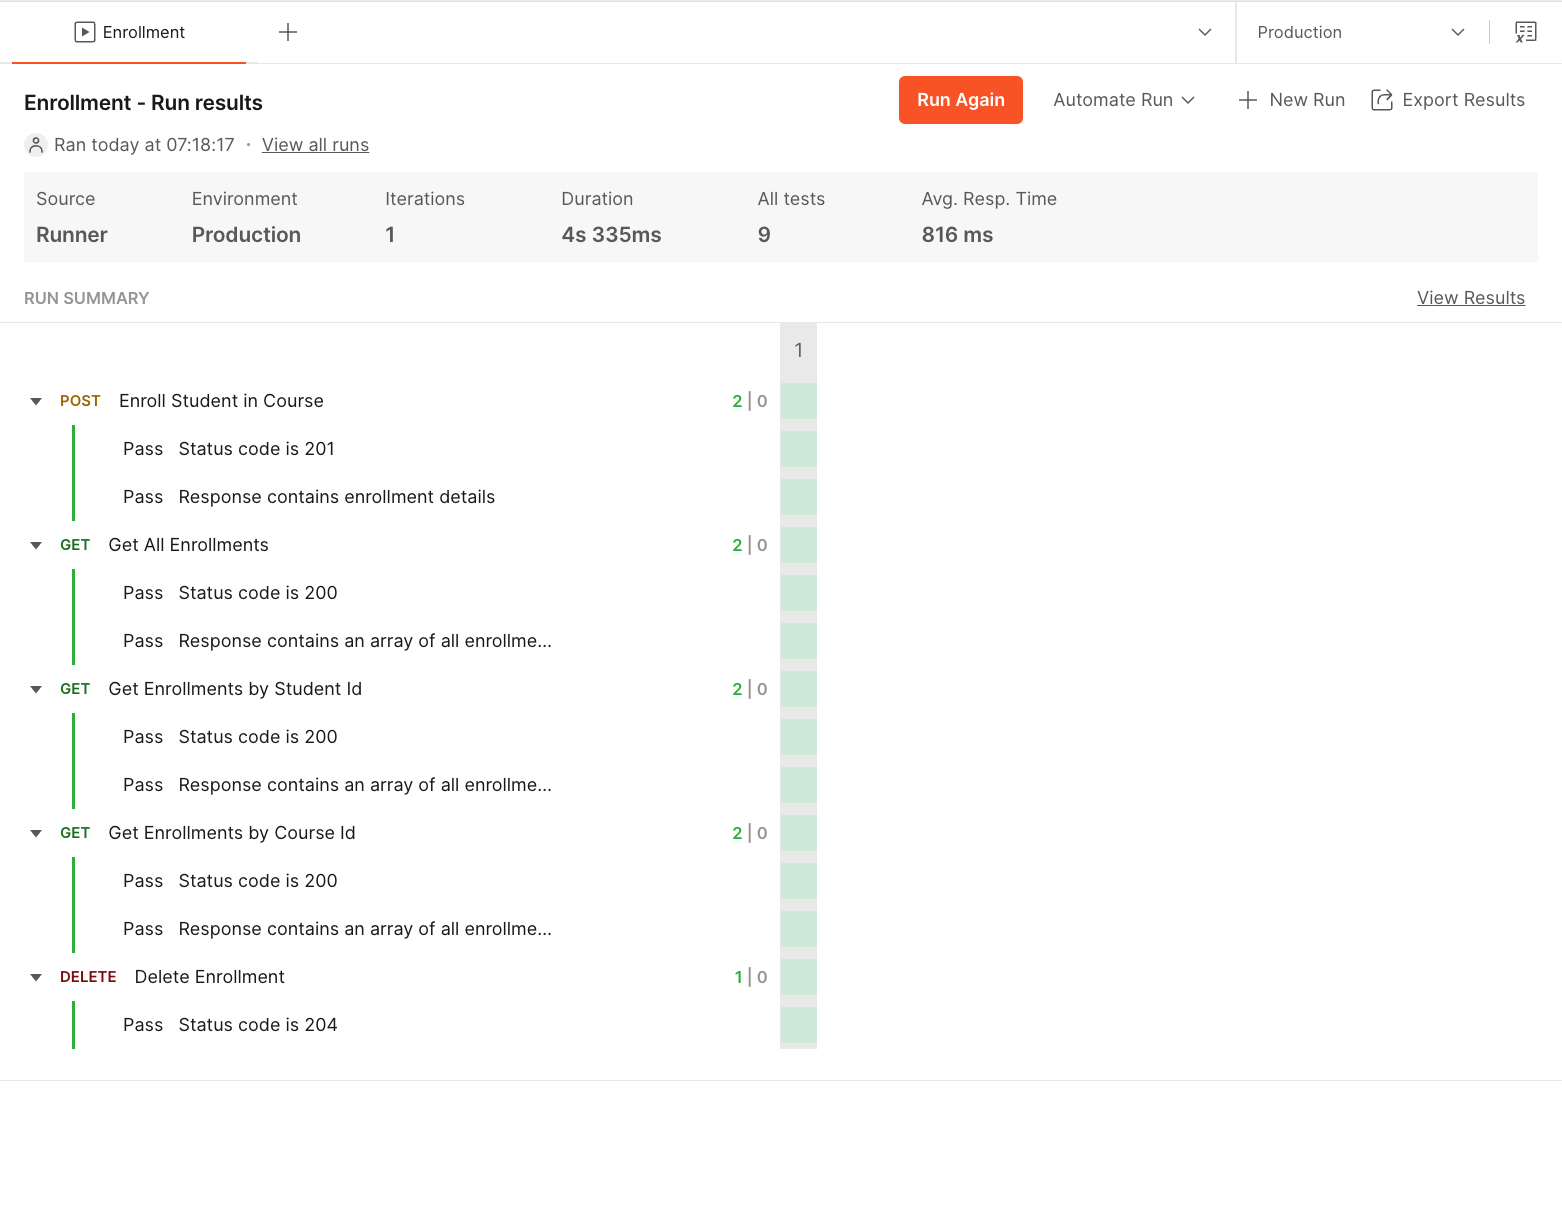 Enrollment
Production
Enrollment - Run results
Run Again
Automate Run
New Run
Export Results
Ran today at 07:18:17 · View all runs
Source Environment Iterations Duration All tests Avg. Resp. Time
Runner Production 1 4s 335ms 9 816 ms
RUN SUMMARY
View Results
1
POST Enroll Student in Course 2 | 0
Pass Status code is 201
Pass Response contains enrollment details
GET Get All Enrollments 2 | 0
Pass Status code is 200
Pass Response contains an array of all enrollme...
GET Get Enrollments by Student Id 2 | 0
Pass Status code is 200
Pass Response contains an array of all enrollme...
GET Get Enrollments by Course Id 2 | 0
Pass Status code is 200
Pass Response contains an array of all enrollme...
DELETE Delete Enrollment 1 | 0
Pass Status code is 204